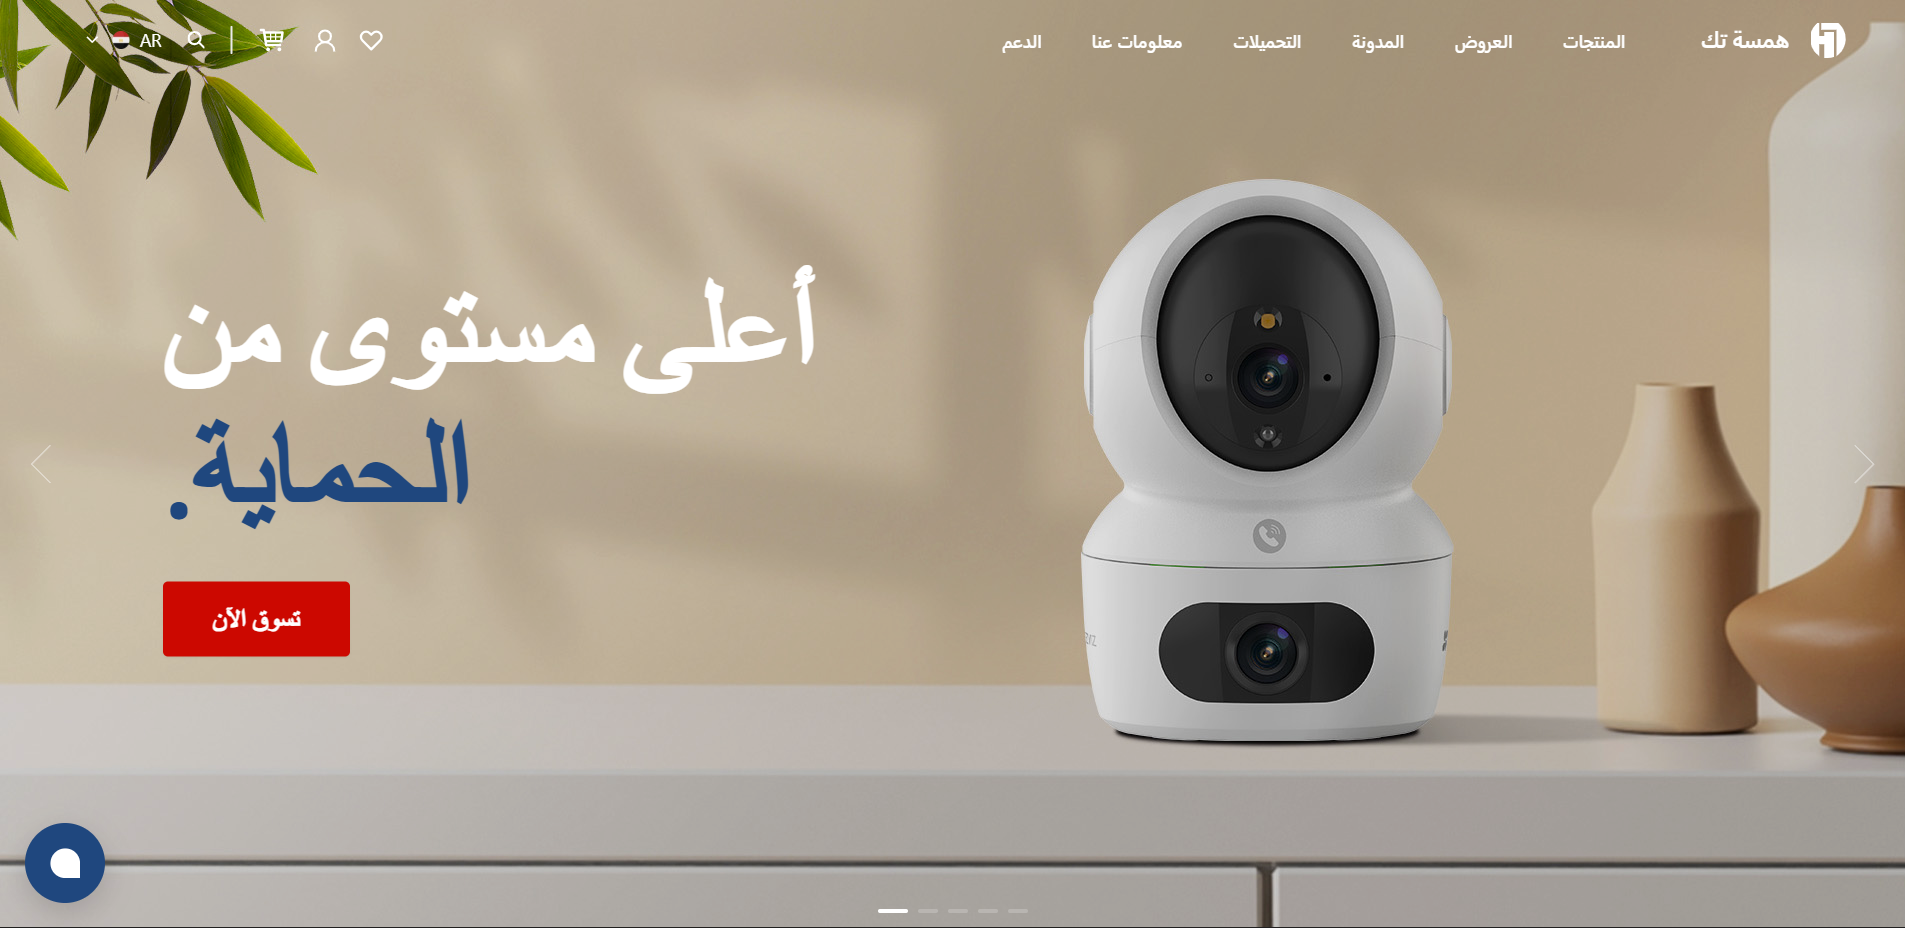 همسة تك
المنتجات
العروض
المدونة
التحميلات
معلومات عنا
الدعم
AR
أعلى مستوى من
الحماية.
تسوق الآن